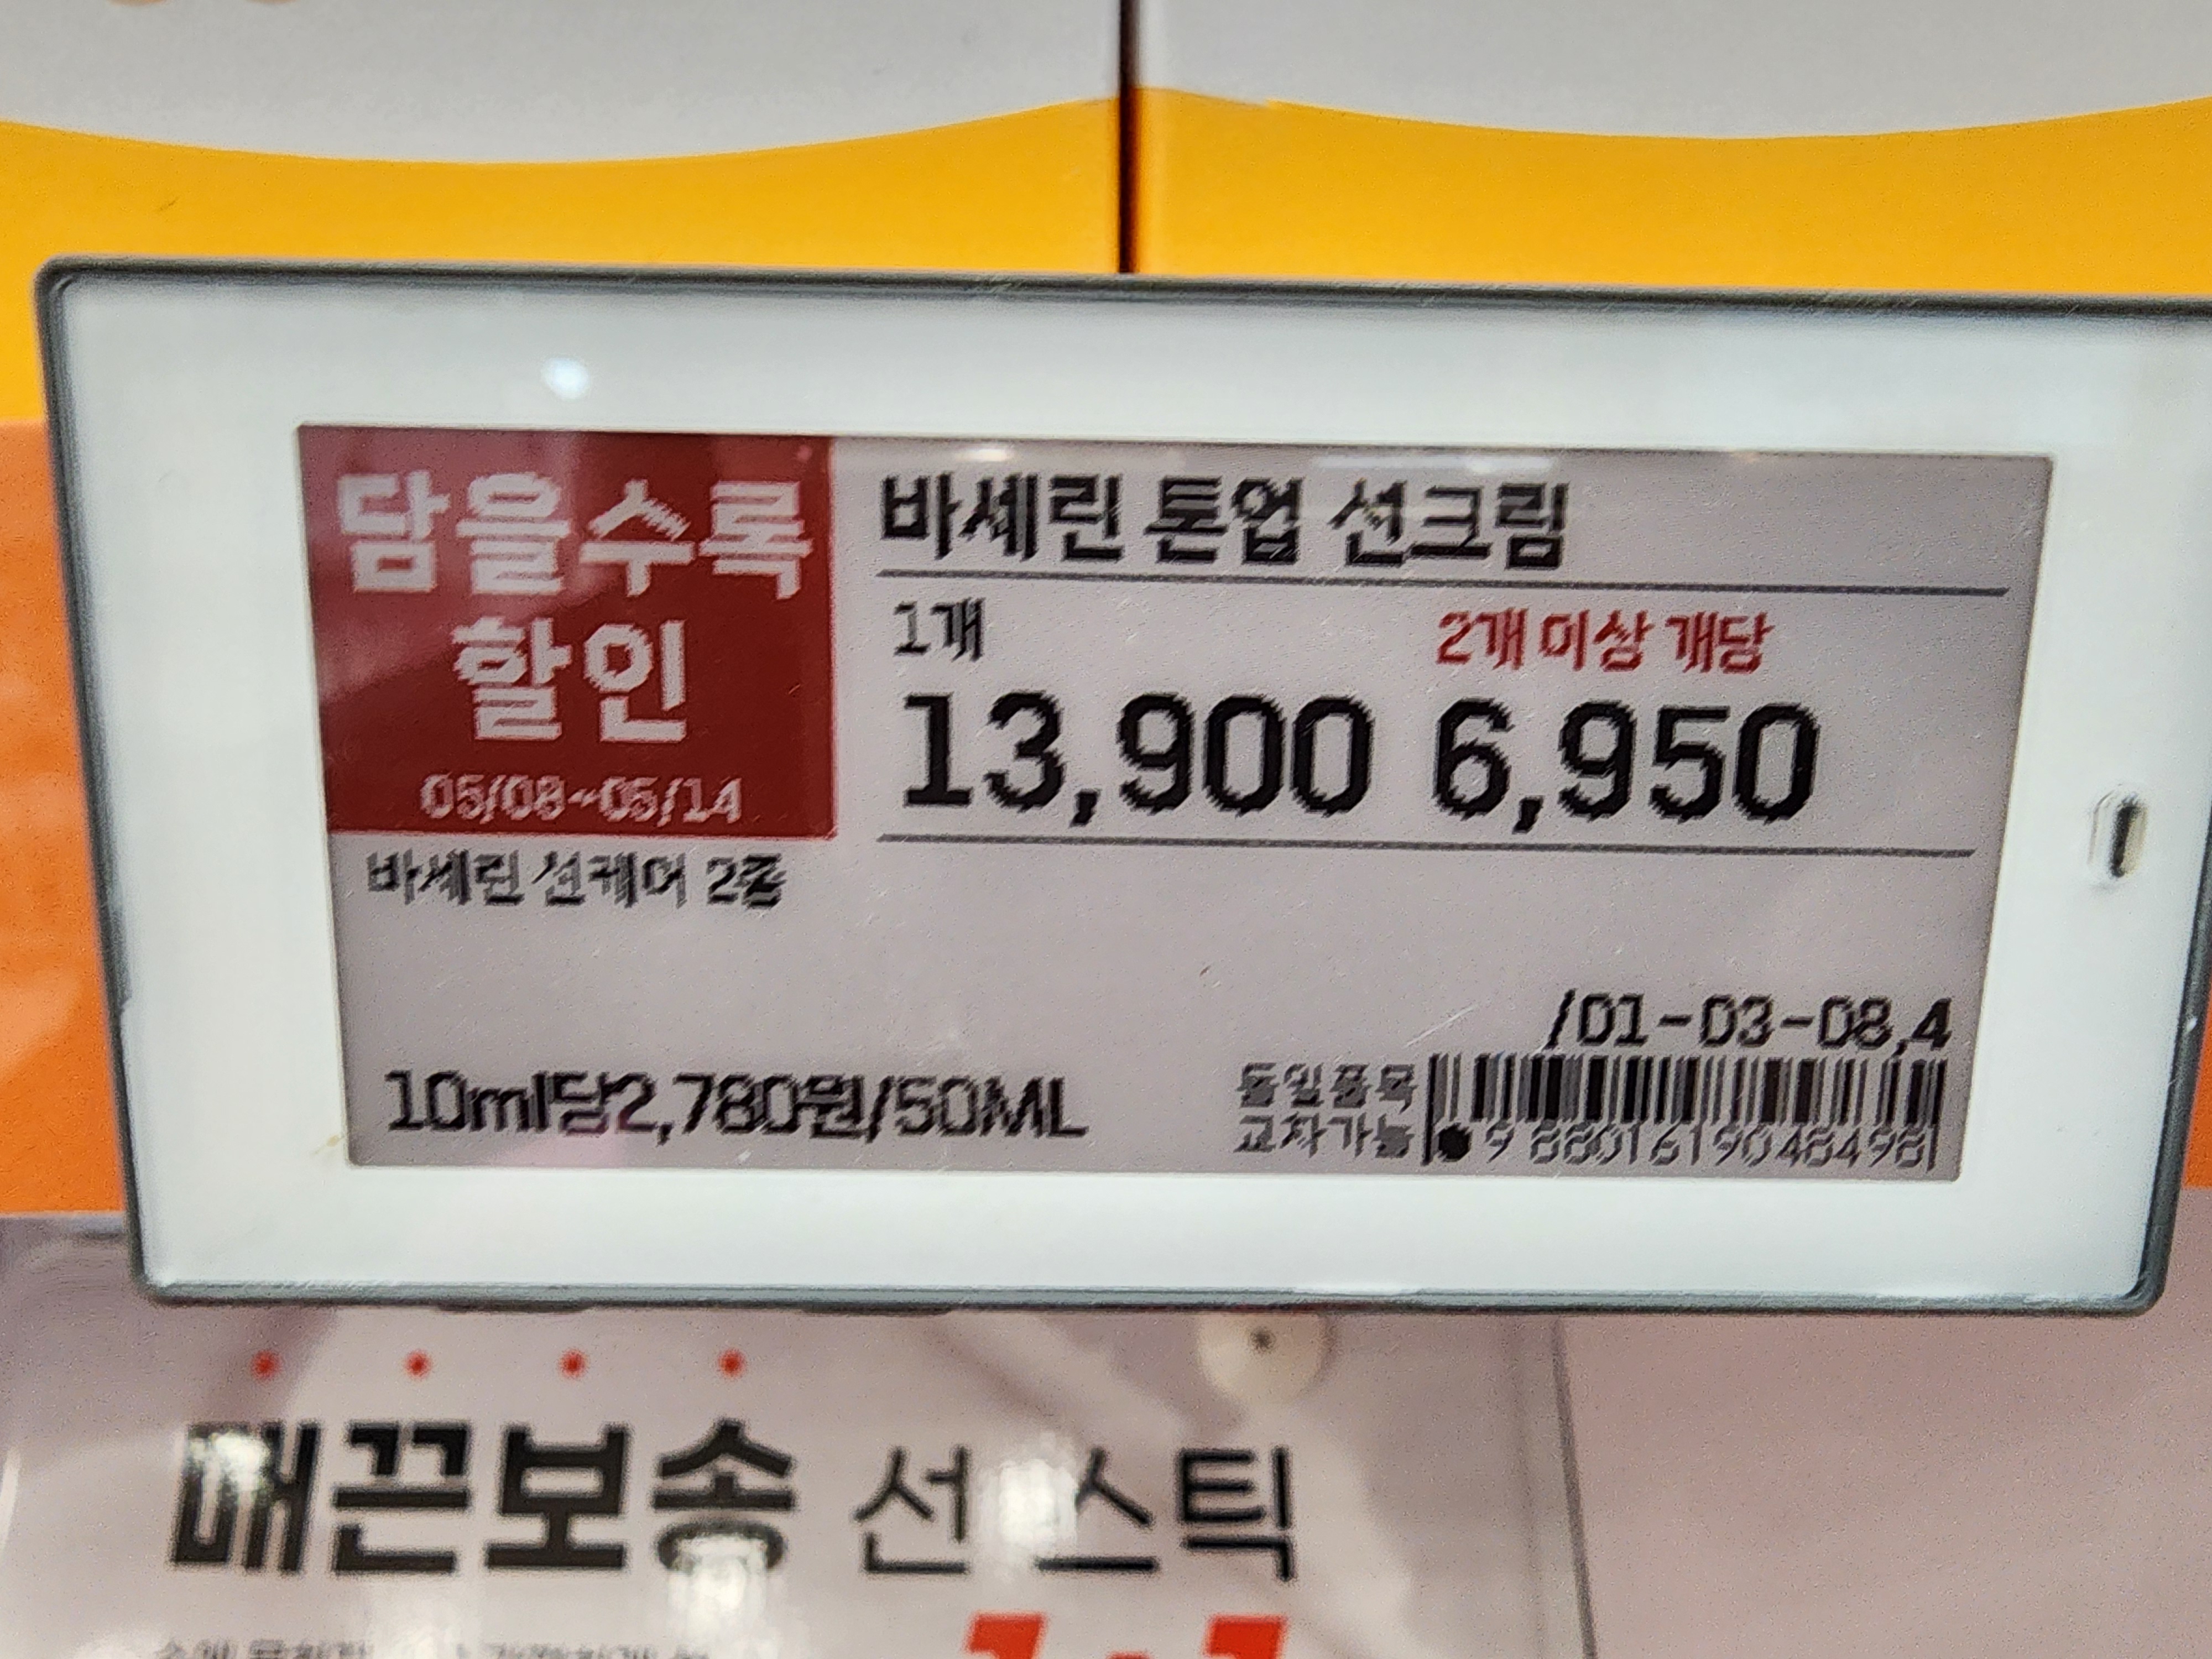 담을수록
할인
05/08~05/14
바세린 톤업 선크림
1개
2개 이상 개당
13,900 6,950
바세린 선케어 2종
/01-03-08,4
10ml당2,780원/50ML
동일품목
교차가능
매끈보송 선 스틱
1+1